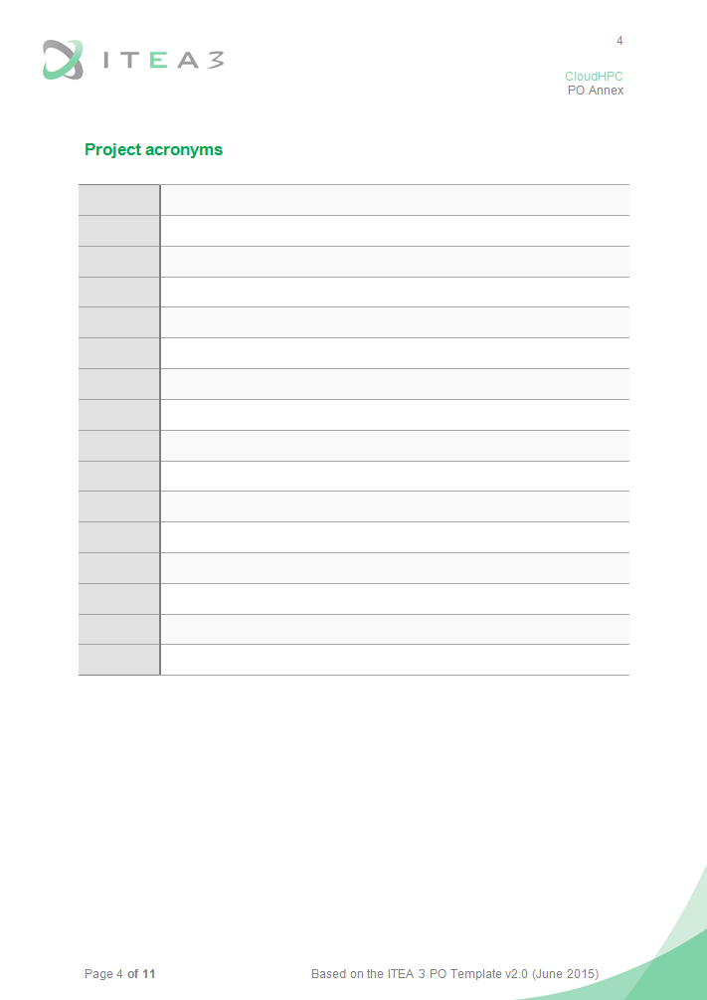 4
ITEA3
CloudHPC
PO Annex
Project acronyms
Page 4 of 11
Based on the ITEA 3 PO Template v2.0 (June 2015)